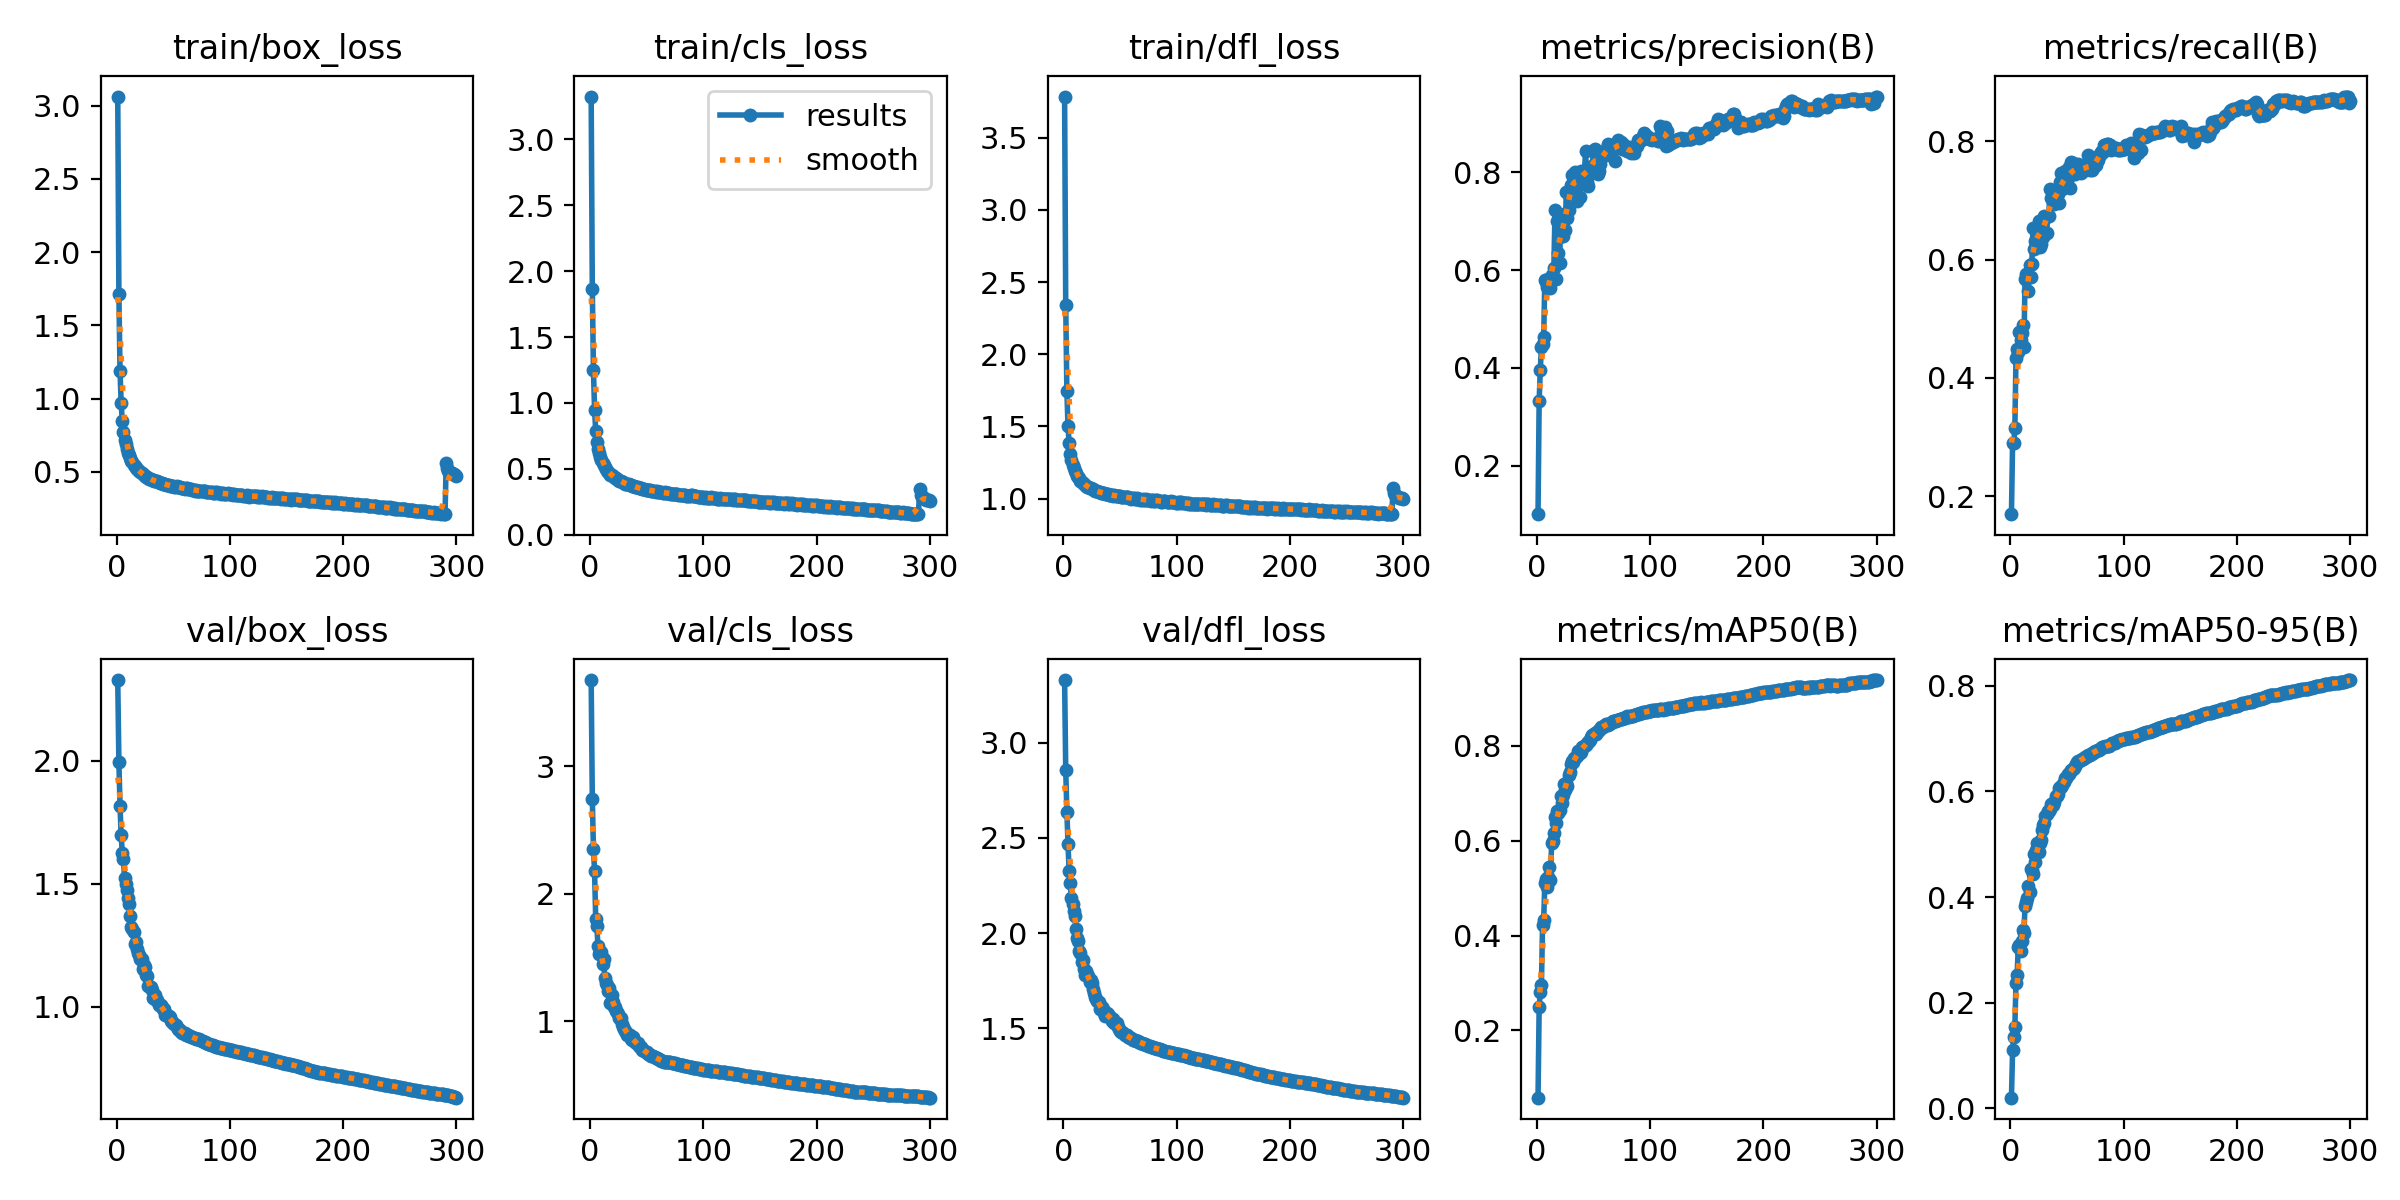 train/box_loss
3.0
2.5
2.0
1.5
1.0
0.5
0 100 200 300
train/cls_loss
results
smooth
3.0
2.5
2.0
1.5
1.0
0.5
0.0
0 100 200 300
train/dfl_loss
3.5
3.0
2.5
2.0
1.5
1.0
0 100 200 300
metrics/precision(B)
0.8
0.6
0.4
0.2
0 100 200 300
metrics/recall(B)
0.8
0.6
0.4
0.2
0 100 200 300
val/box_loss
2.0
1.5
1.0
0 100 200 300
val/cls_loss
3
2
1
0 100 200 300
val/dfl_loss
3.0
2.5
2.0
1.5
0 100 200 300
metrics/mAP50(B)
0.8
0.6
0.4
0.2
0 100 200 300
metrics/mAP50-95(B)
0.8
0.6
0.4
0.2
0.0
0 100 200 300